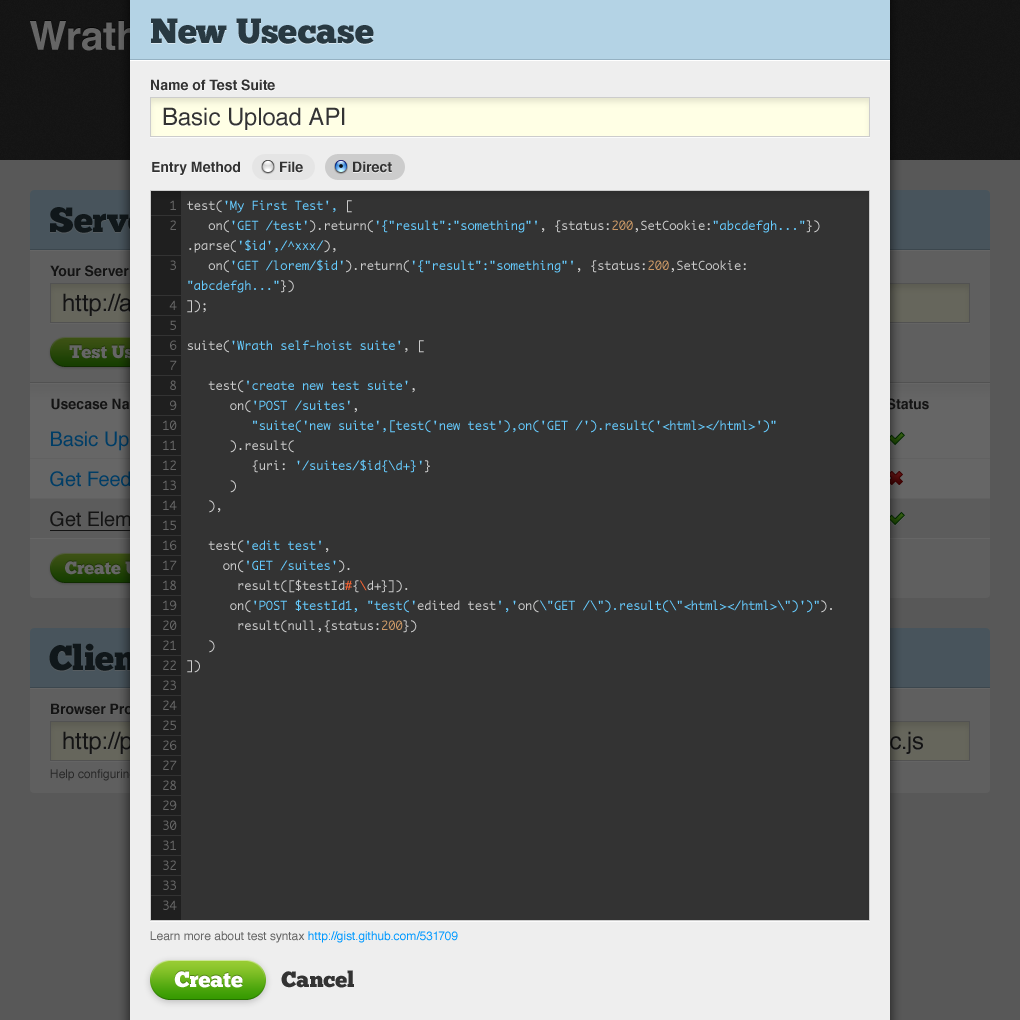 Wrath
New Usecase
Name of Test Suite
Basic Upload API
Entry Method File Direct
1 test('My First Test', [
2 on('GET /test').return('{"result":"something"', {status:200,SetCookie:"abcdefgh..."})
.parse('$id',/^xxx/),
3 on('GET /lorem/$id').return('{"result":"something"', {status:200,SetCookie:
"abcdefgh..."})
4 ]);
5
6 suite('Wrath self-hoist suite', [
7
8 test('create new test suite',
9 on('POST /suites',
10 "suite('new suite',[test('new test'),on('GET /').result('<html></html>')"
11 ).result(
12 {uri: '/suites/$id{\d+}'}
13 )
14 ),
15
16 test('edit test',
17 on('GET /suites').
18 result([$testId#{\d+}]).
19 on('POST $testId1, "test('edited test','on(\"GET /\").result(\"<html></html>\")')").
20 result(null,{status:200})
21 )
22 ])
23
24
25
26
27
28
29
30
31
32
33
34
Learn more about test syntax http://gist.github.com/531709
Create Cancel
Your Server
http://
Test
Usecase
Status
Basic
Get Feed
Get
Create
Browser
http://
c.js
Help